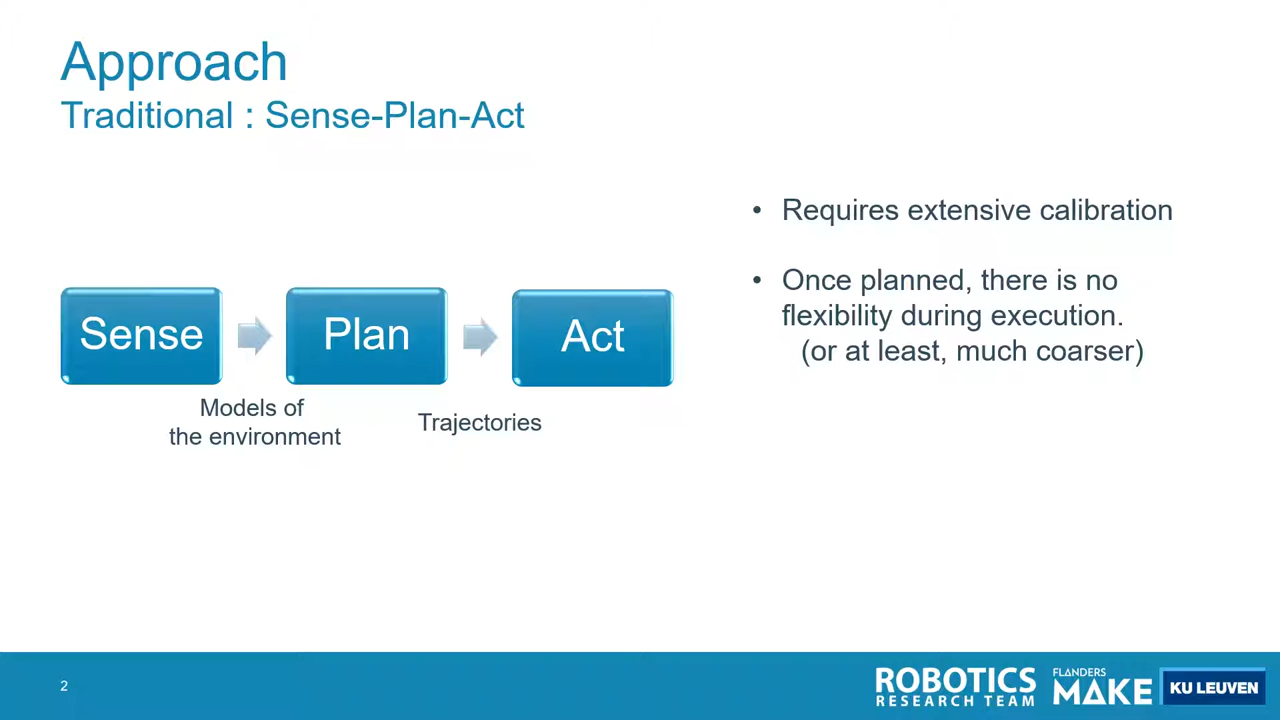 Approach
Traditional : Sense-Plan-Act
Sense
Plan
Act
Models of
the environment
Trajectories
• Requires extensive calibration
• Once planned, there is no
flexibility during execution.
(or at least, much coarser)
2
ROBOTICS
RESEARCH TEAM
FLANDERS
MAKE
KU LEUVEN